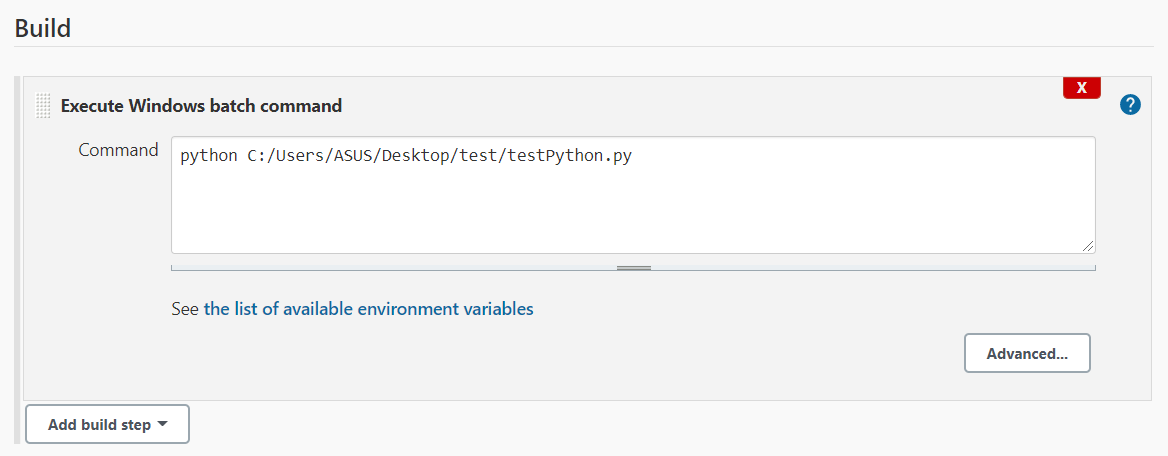 Build
X
Execute Windows batch command
?
Command
python C:/Users/ASUS/Desktop/test/testPython.py
See the list of available environment variables
Advanced...
Add build step